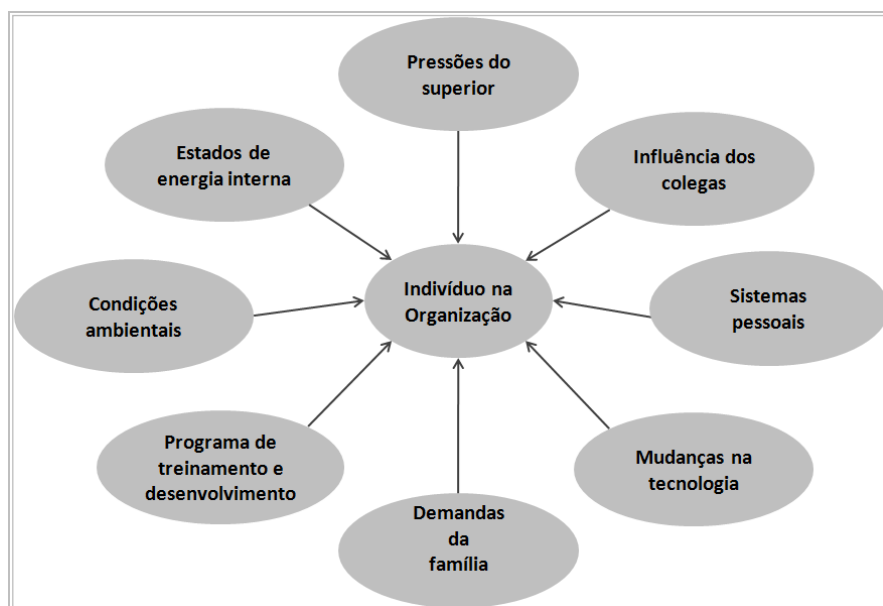 Pressões do
superior
Estados de
energia interna
Influência dos
colegas
Indivíduo na
Organização
Condições
ambientais
Sistemas
pessoais
Programa de
treinamento e
desenvolvimento
Mudanças na
tecnologia
Demandas
da
família